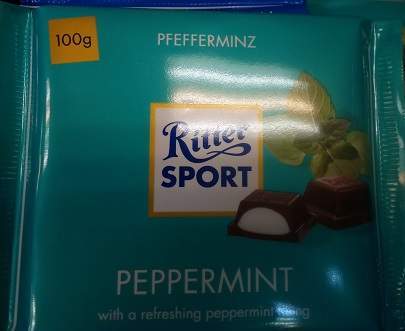 100g
PFEFFERMINZ
Ritter
SPORT
PEPPERMINT
with a refreshing peppermint